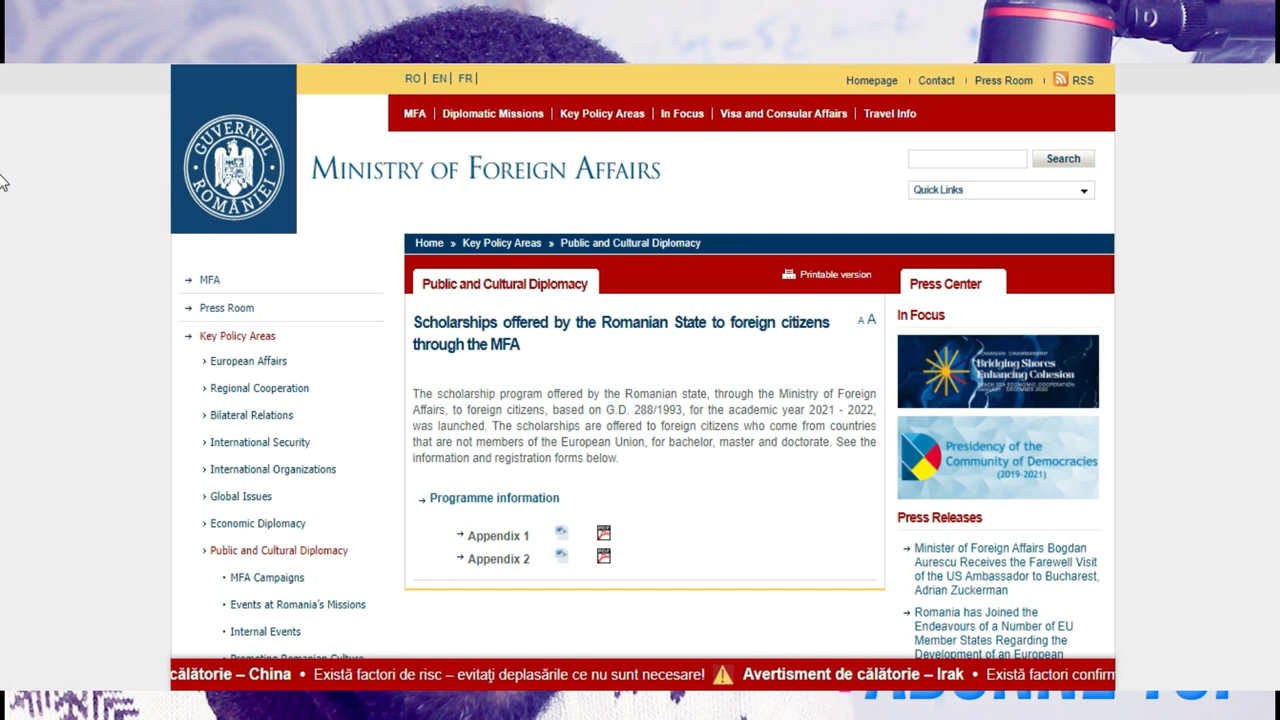 RO| EN| FR|
Homepage Contact Press Room RSS
MFA | Diplomatic Missions | Key Policy Areas | In Focus | Visa and Consular Affairs | Travel Info
GUVERNUL ROMÂNIEI
MINISTRY OF FOREIGN AFFAIRS
Search
Quick Links
Home » Key Policy Areas » Public and Cultural Diplomacy
MFA
Press Room
Key Policy Areas
European Affairs
Regional Cooperation
Bilateral Relations
International Security
International Organizations
Global Issues
Economic Diplomacy
Public and Cultural Diplomacy
MFA Campaigns
Events at Romania's Missions
Internal Events
Promoting Romanian Culture
Public and Cultural Diplomacy
Printable version
Scholarships offered by the Romanian State to foreign citizens
through the MFA
A A
The scholarship program offered by the Romanian state, through the Ministry of Foreign
Affairs, to foreign citizens, based on G.D. 288/1993, for the academic year 2021 - 2022,
was launched. The scholarships are offered to foreign citizens who come from countries
that are not members of the European Union, for bachelor, master and doctorate. See the
information and registration forms below.
Programme information
Appendix 1
Appendix 2
Press Center
In Focus
ROMANIAN CHAIRMANSHIP
Bridging Shores
Enhancing Cohesion
Presidency of the
Community of Democracies
(2019-2021)
Press Releases
Minister of Foreign Affairs Bogdan
Aurescu Receives the Farewell Visit
of the US Ambassador to Bucharest,
Adrian Zuckerman
Romania has Joined the
Endeavours of a Number of EU
Member States Regarding the
Development of an European
călătorie – China • Există factori de risc – evitaţi deplasările ce nu sunt necesare! Avertisment de călătorie – Irak • Există factori confirm